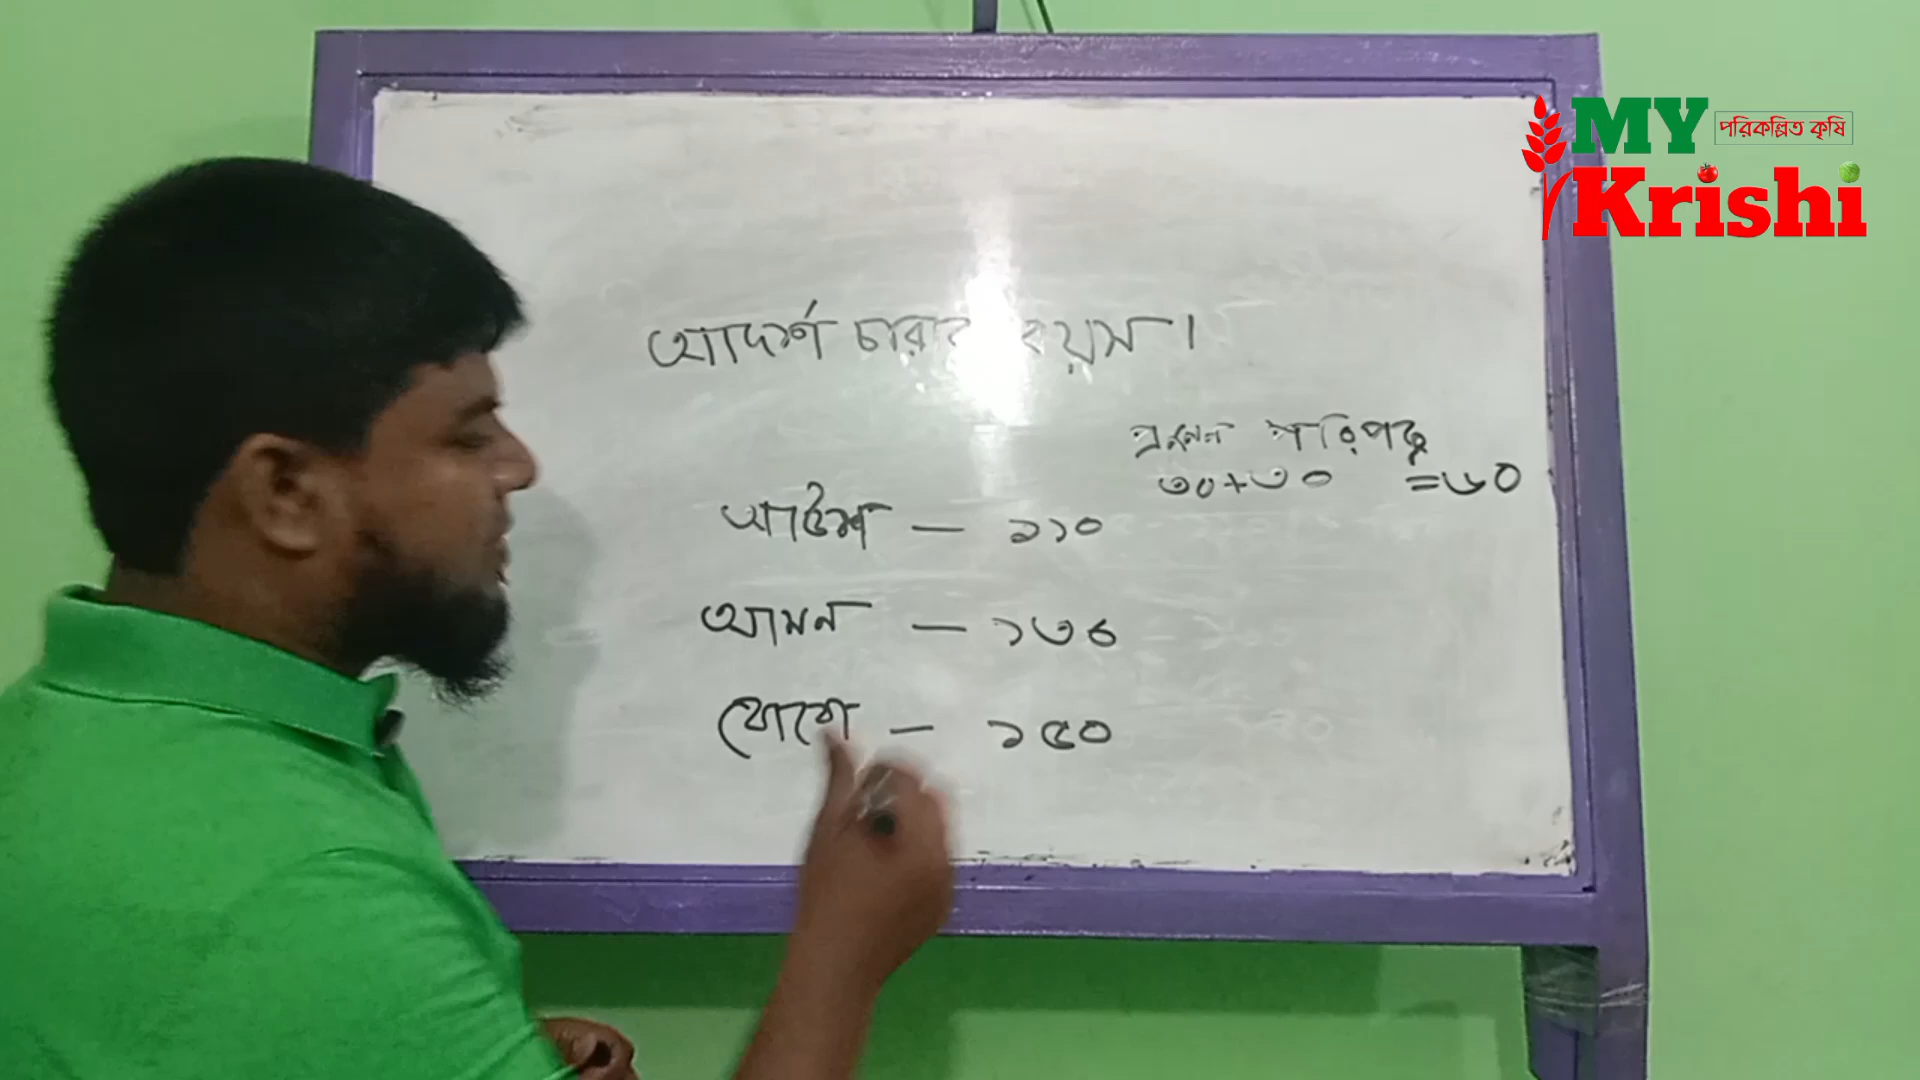 MY পরিকল্পিত কৃষি
Krishi
আদর্শ চারার বয়স।
প্রজনন পরিপক্ক
৩০+৩০ =৬০
আউশ — ১১০
আমন — ১৩৫
বোরো — ১৫০